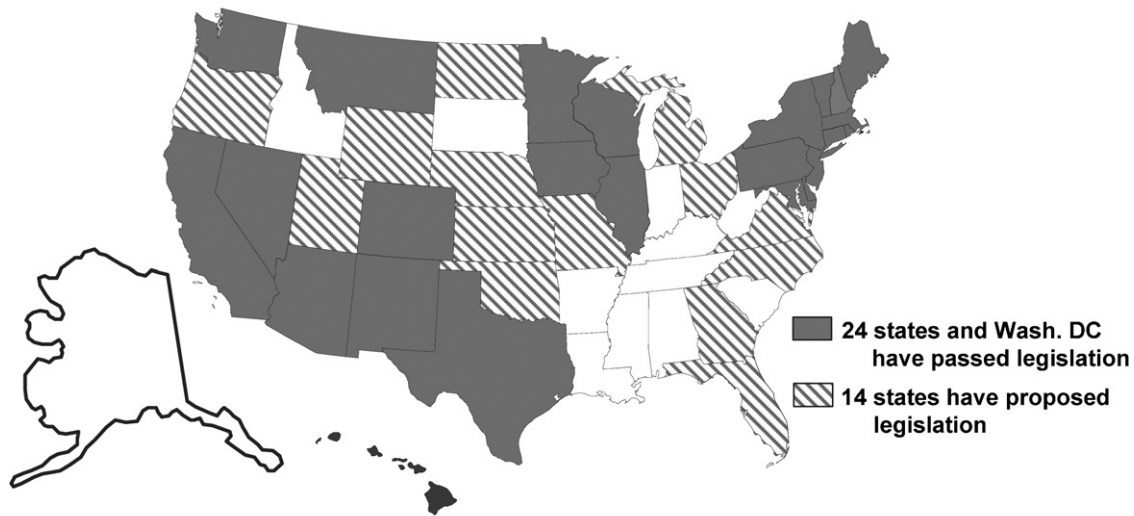 24 states and Wash. DC
have passed legislation
14 states have proposed
legislation